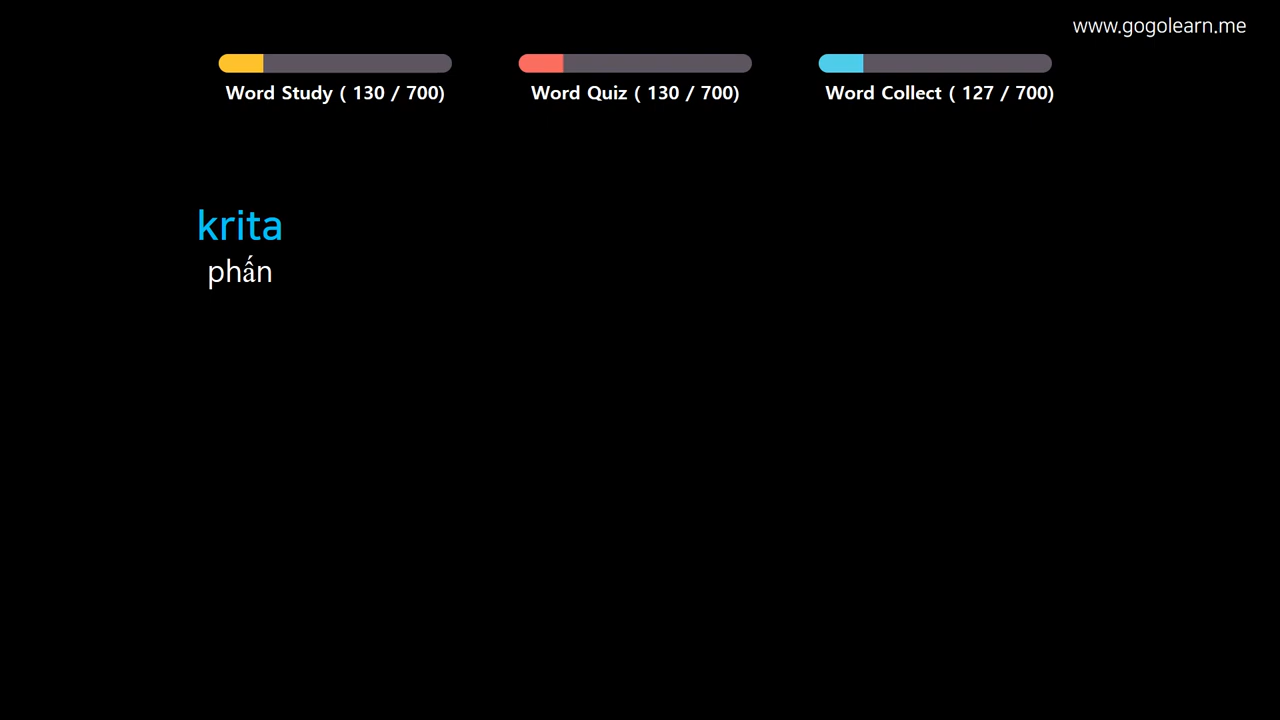 www.gogolearn.me
Word Study ( 130 / 700)
Word Quiz ( 130 / 700)
Word Collect ( 127 / 700)
krita
phấn